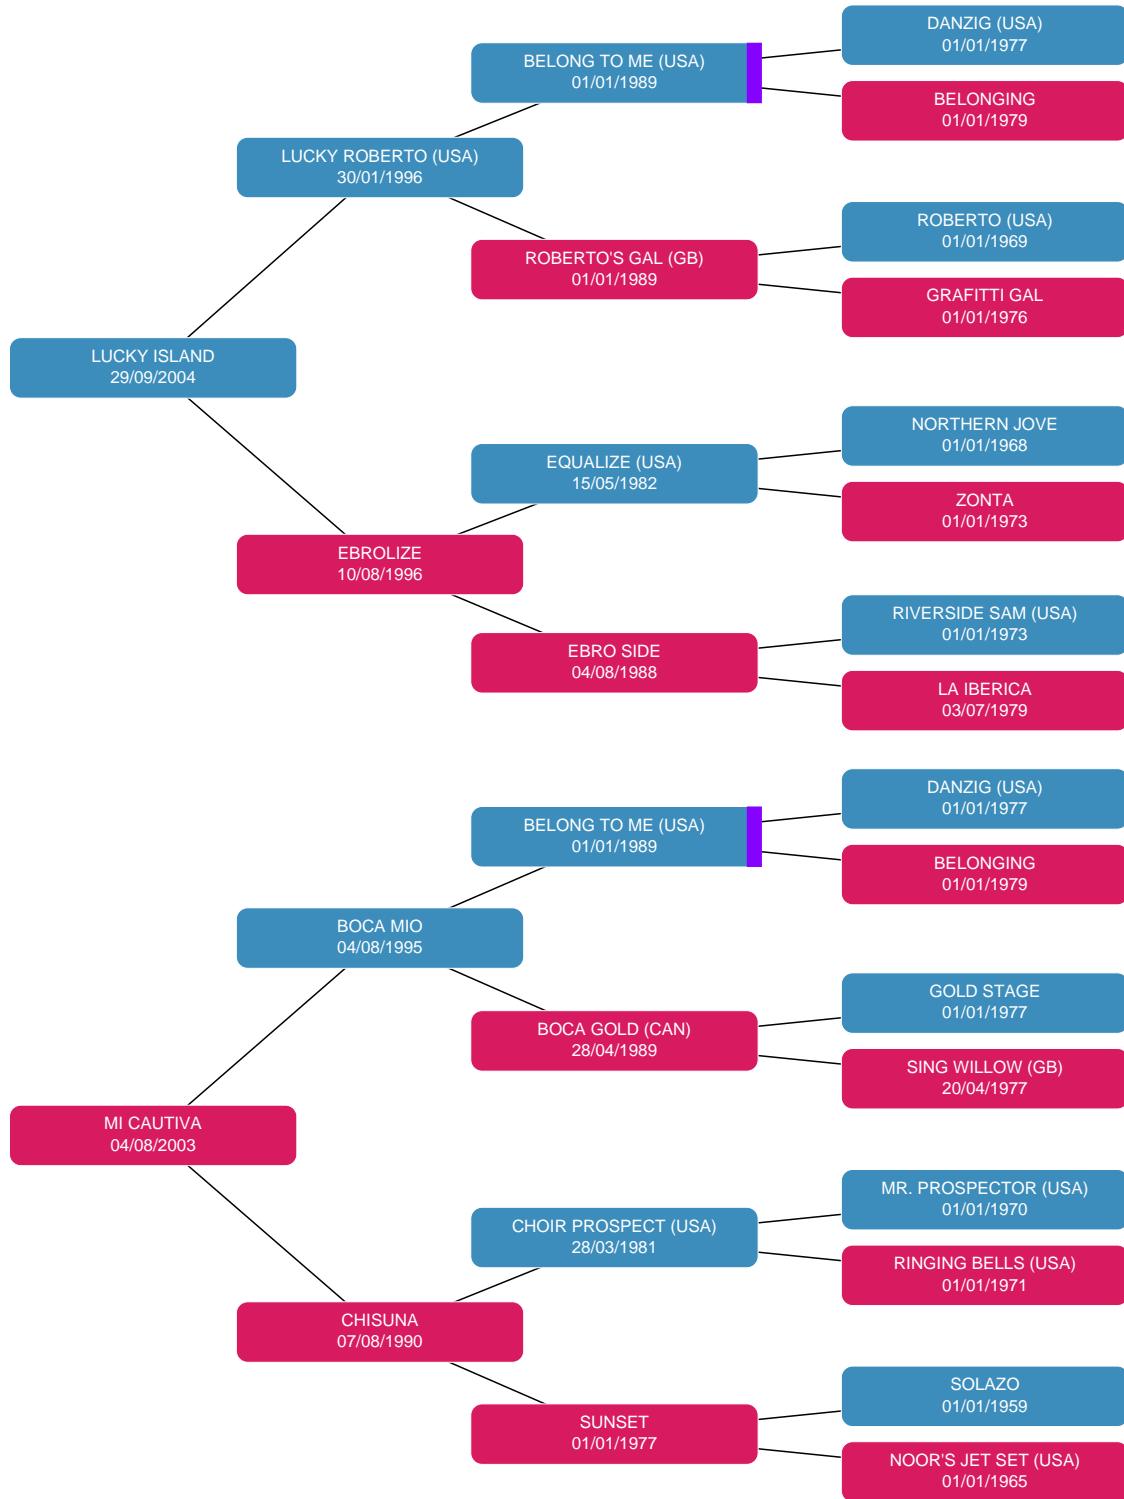 DANZIG (USA)
01/01/1977
BELONG TO ME (USA)
01/01/1989
BELONGING
01/01/1979
LUCKY ROBERTO (USA)
30/01/1996
ROBERTO (USA)
01/01/1969
ROBERTO'S GAL (GB)
01/01/1989
GRAFITTI GAL
01/01/1976
LUCKY ISLAND
29/09/2004
NORTHERN JOVE
01/01/1968
EQUALIZE (USA)
15/05/1982
ZONTA
01/01/1973
EBROLIZE
10/08/1996
RIVERSIDE SAM (USA)
01/01/1973
EBRO SIDE
04/08/1988
LA IBERICA
03/07/1979
DANZIG (USA)
01/01/1977
BELONG TO ME (USA)
01/01/1989
BELONGING
01/01/1979
BOCA MIO
04/08/1995
GOLD STAGE
01/01/1977
BOCA GOLD (CAN)
28/04/1989
SING WILLOW (GB)
20/04/1977
MI CAUTIVA
04/08/2003
MR. PROSPECTOR (USA)
01/01/1970
CHOIR PROSPECT (USA)
28/03/1981
RINGING BELLS (USA)
01/01/1971
CHISUNA
07/08/1990
SOLAZO
01/01/1959
SUNSET
01/01/1977
NOOR'S JET SET (USA)
01/01/1965